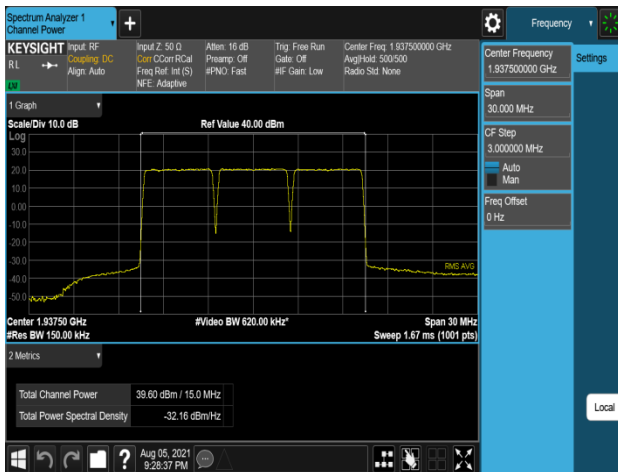 Spectrum Analyzer 1
Channel Power
+
Frequency
KEYSIGHT
RL
LXI
Input: RF
Coupling: DC
Align: Auto
Input Z: 50 Ω
Corr CCorr RCal
Freq Ref: Int (S)
NFE: Adaptive
Atten: 16 dB
Preamp: Off
#PNO: Fast
Trig: Free Run
Gate: Off
#IF Gain: Low
Center Freq: 1.937500000 GHz
Avg|Hold: 500/500
Radio Std: None
Center Frequency
1.937500000 GHz
Settings
Span
30.000 MHz
CF Step
3.000000 MHz
Auto
Man
Freq Offset
0 Hz
Local
1 Graph
Scale/Div 10.0 dB
Ref Value 40.00 dBm
Log
30.0
20.0
10.0
0.00
-10.0
-20.0
-30.0
-40.0
-50.0
RMS AVG
Center 1.93750 GHz
#Video BW 620.00 kHz*
Span 30 MHz
#Res BW 150.00 kHz
Sweep 1.67 ms (1001 pts)
2 Metrics
Total Channel Power 39.60 dBm / 15.0 MHz
Total Power Spectral Density -32.16 dBm/Hz
?
Aug 05, 2021
9:28:37 PM